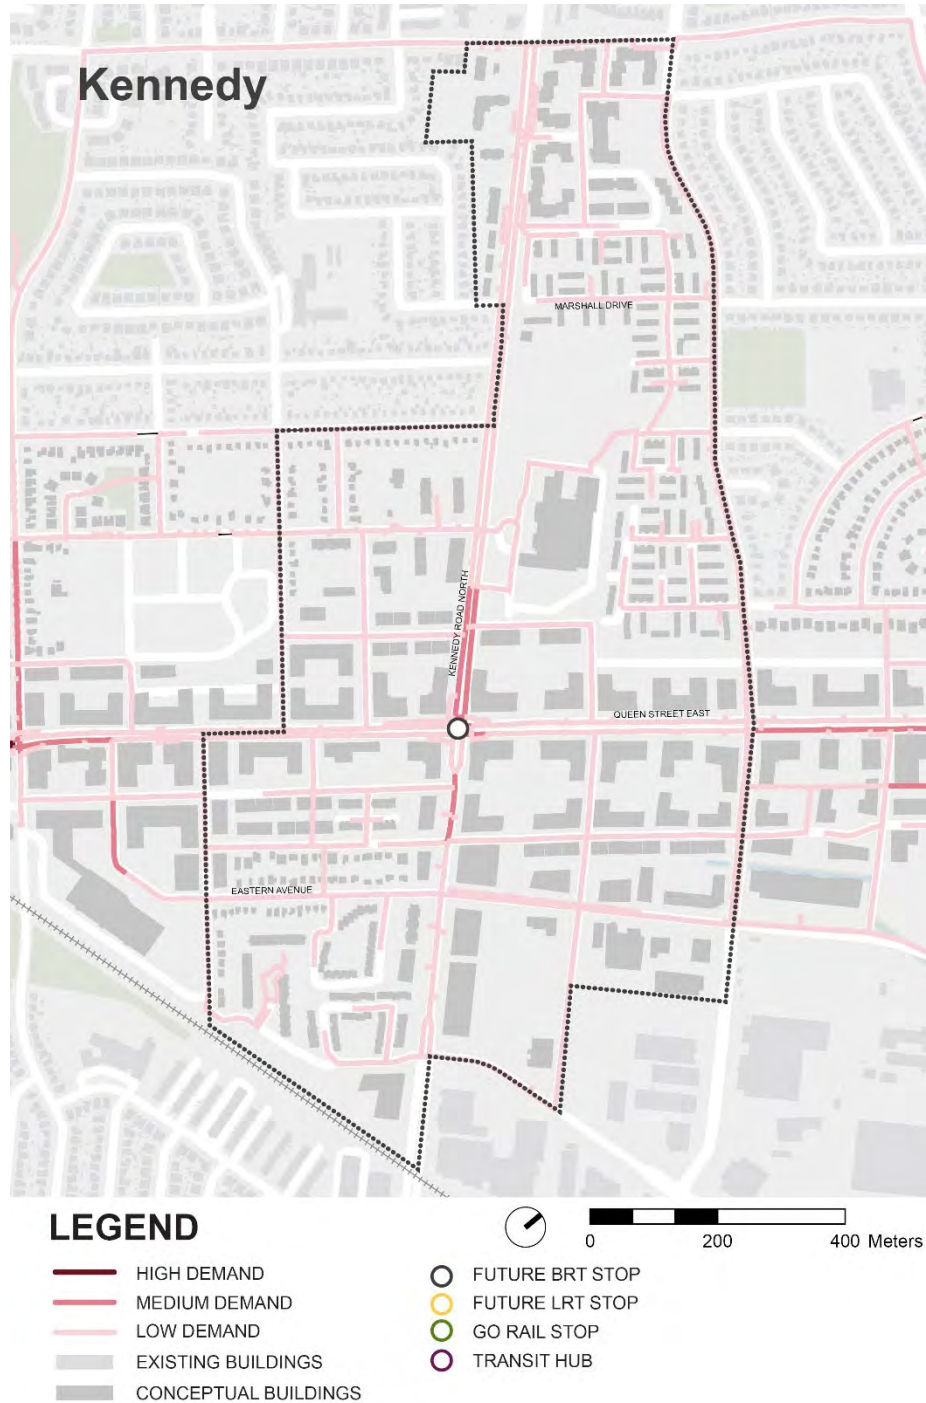 Kennedy
MARSHALL DRIVE
KENNEDY ROAD NORTH
QUEEN STREET EAST
EASTERN AVENUE
LEGEND
0 200 400 Meters
HIGH DEMAND
MEDIUM DEMAND
LOW DEMAND
EXISTING BUILDINGS
CONCEPTUAL BUILDINGS
FUTURE BRT STOP
FUTURE LRT STOP
GO RAIL STOP
TRANSIT HUB